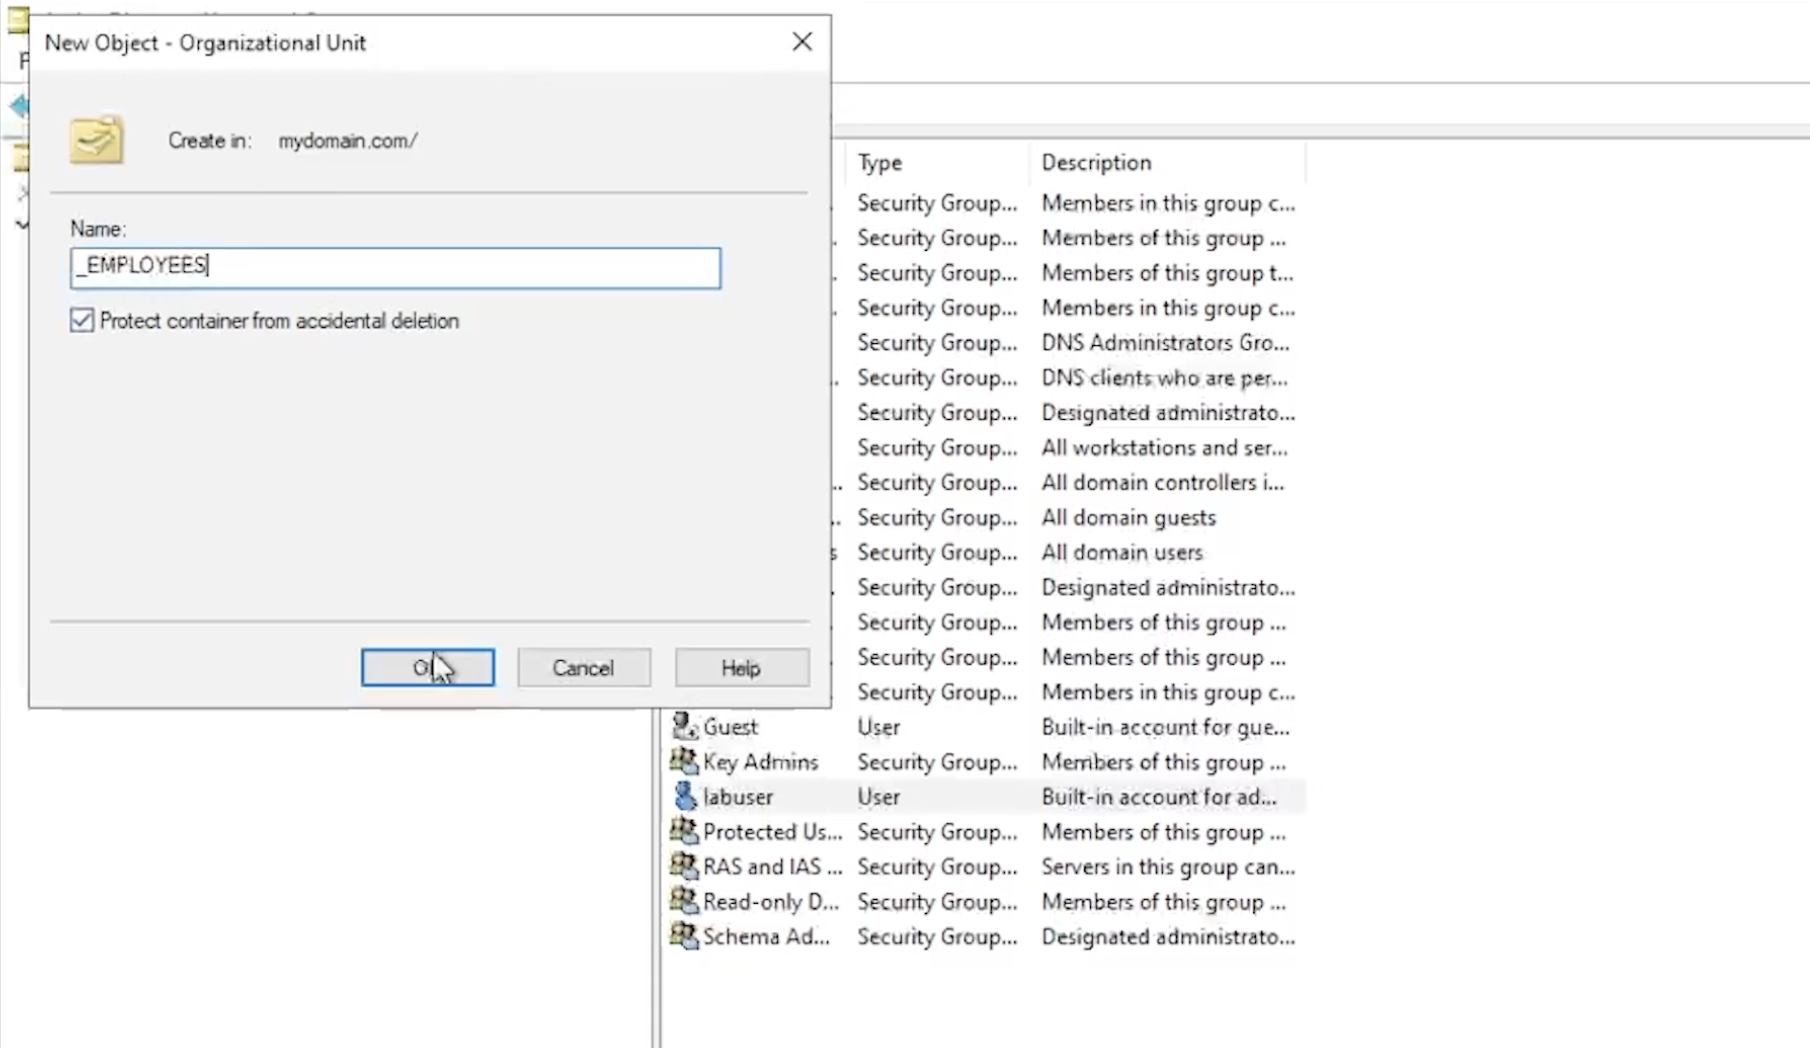 New Object - Organizational Unit
Create in: mydomain.com/
Name:
_EMPLOYEES
Protect container from accidental deletion
Cancel Help
Type Description
Security Group... Members in this group c...
Security Group... Members of this group ...
Security Group... Members of this group t...
Security Group... Members in this group c...
Security Group... DNS Administrators Gro...
Security Group... DNS clients who are per...
Security Group... Designated administrato...
Security Group... All workstations and ser...
Security Group... All domain controllers i...
Security Group... All domain guests
Security Group... All domain users
Security Group... Designated administrato...
Security Group... Members of this group ...
Security Group... Members of this group ...
Security Group... Members in this group c...
Guest User Built-in account for gue...
Key Admins Security Group... Members of this group ...
labuser User Built-in account for ad...
Protected Us... Security Group... Members of this group ...
RAS and IAS ... Security Group... Servers in this group can...
Read-only D... Security Group... Members of this group ...
Schema Ad... Security Group... Designated administrato...